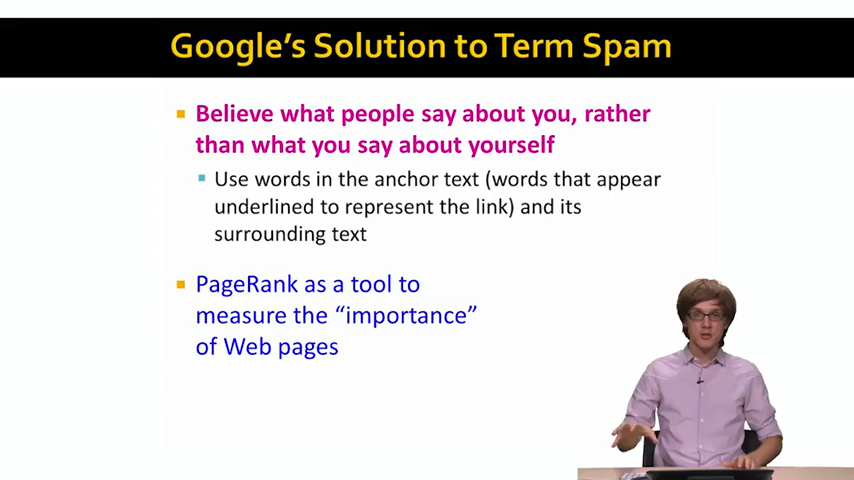 Google's Solution to Term Spam
Believe what people say about you, rather
than what you say about yourself
Use words in the anchor text (words that appear
underlined to represent the link) and its
surrounding text
PageRank as a tool to
measure the “importance”
of Web pages